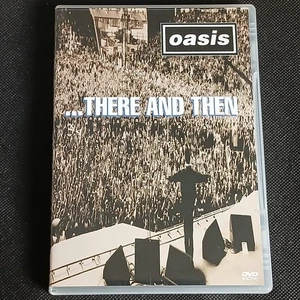 oasis
...THERE AND THEN
DVD